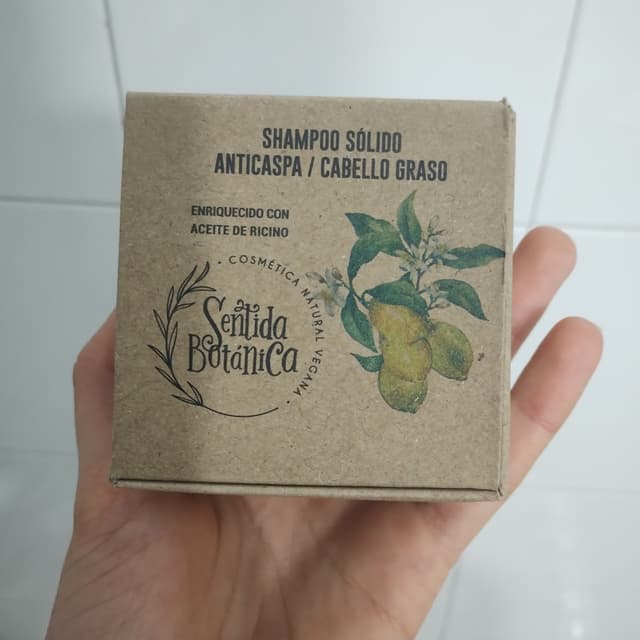 SHAMPOO SÓLIDO
ANTICASPA / CABELLO GRASO
ENRIQUECIDO CON
ACEITE DE RICINO
· COSMÉTICA NATURAL VEGANA ·
Sentida
Botánica